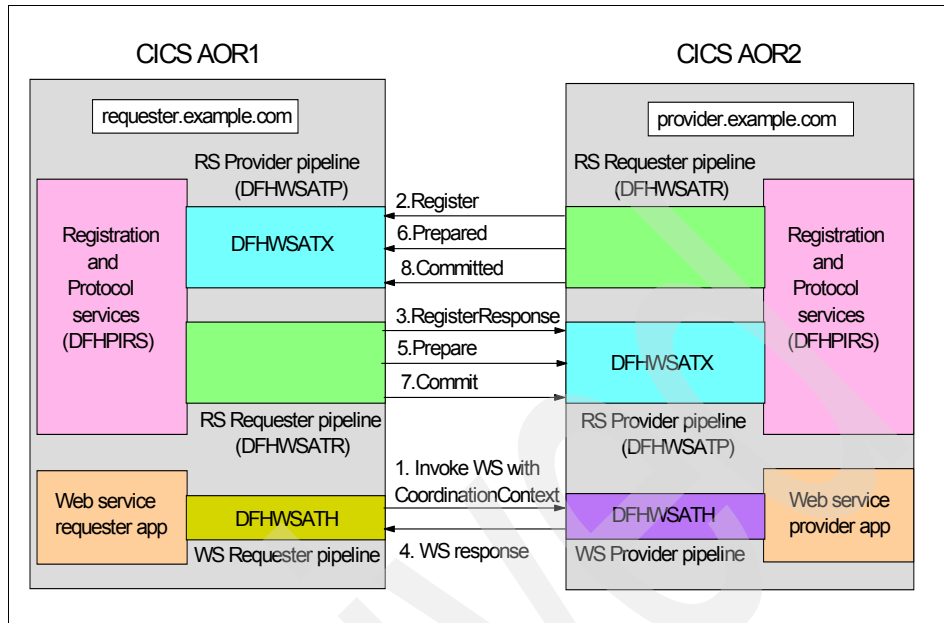 CICS AOR1
CICS AOR2
requester.example.com
provider.example.com
RS Provider pipeline
(DFHWSATP)
RS Requester pipeline
(DFHWSATR)
Registration
and
Protocol
services
(DFHPIRS)
DFHWSATX
2.Register
6.Prepared
8.Committed
3.RegisterResponse
5.Prepare
7.Commit
DFHWSATX
Registration
and
Protocol
services
(DFHPIRS)
RS Requester pipeline
(DFHWSATR)
RS Provider pipeline
(DFHWSATP)
Web service
requester app
DFHWSATH
WS Requester pipeline
1. Invoke WS with
CoordinationContext
4. WS response
DFHWSATH
WS Provider pipeline
Web service
provider app